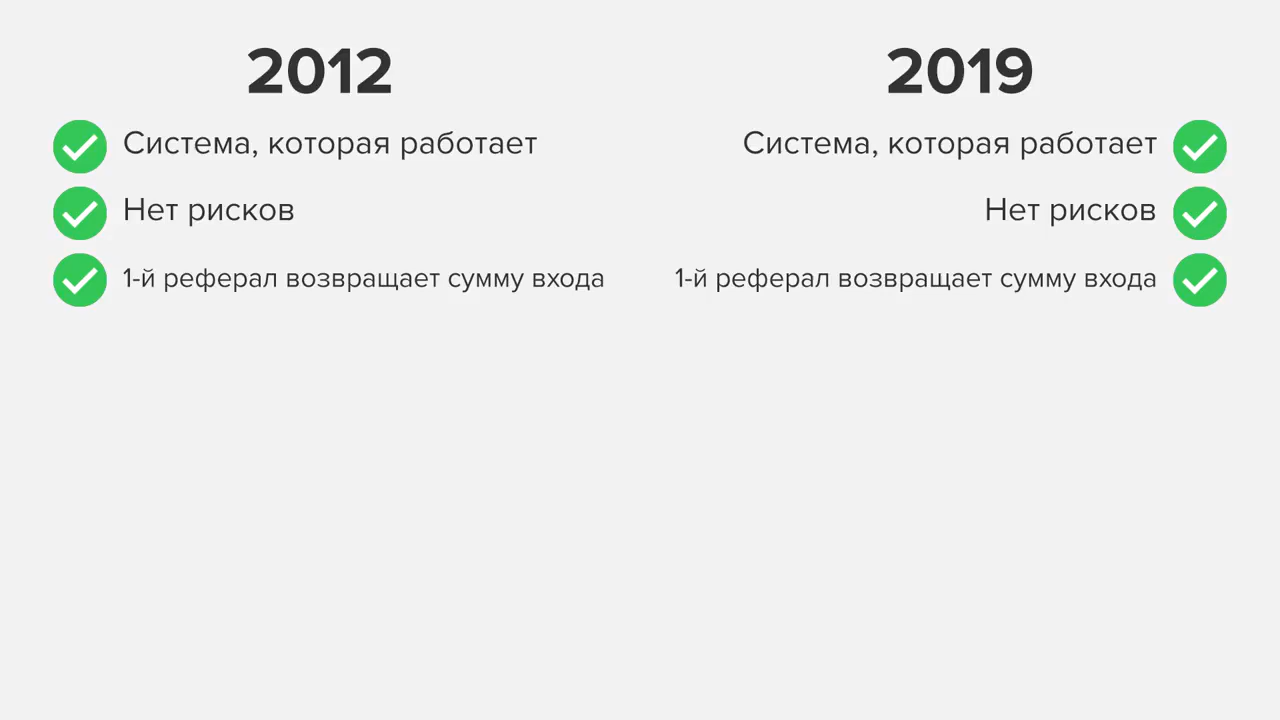 2012
Система, которая работает
Нет рисков
1-й реферал возвращает сумму входа
2019
Система, которая работает
Нет рисков
1-й реферал возвращает сумму входа